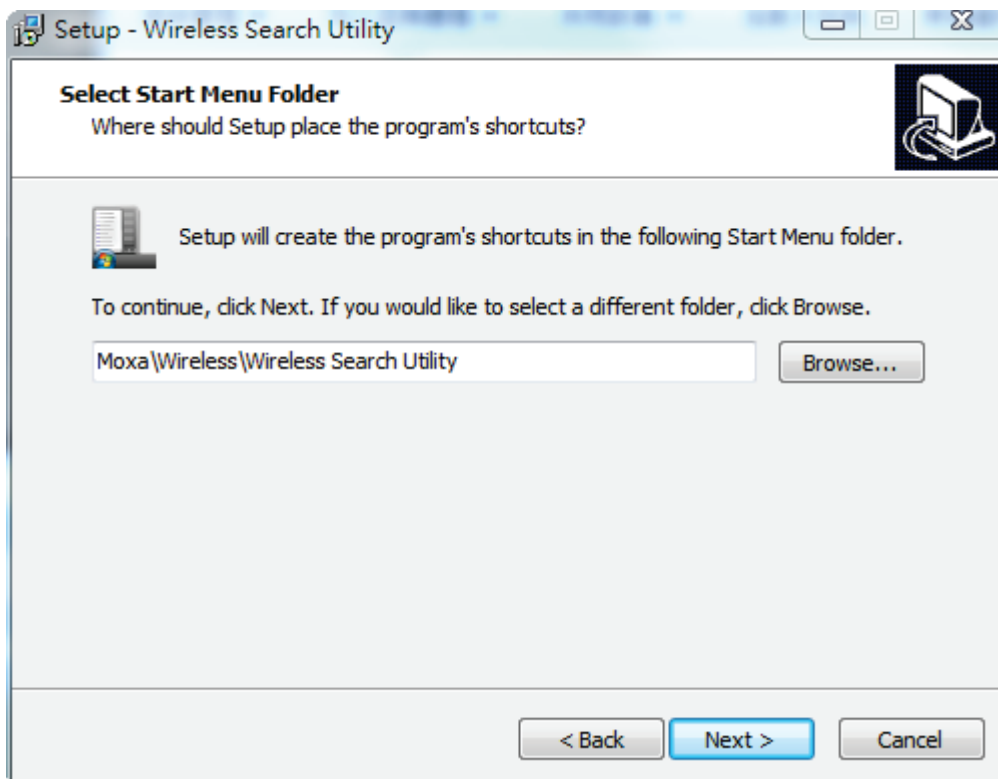 Setup - Wireless Search Utility
Select Start Menu Folder
Where should Setup place the program's shortcuts?
Setup will create the program's shortcuts in the following Start Menu folder.
To continue, click Next. If you would like to select a different folder, click Browse.
Moxa\Wireless\Wireless Search Utility
Browse...
< Back
Next >
Cancel